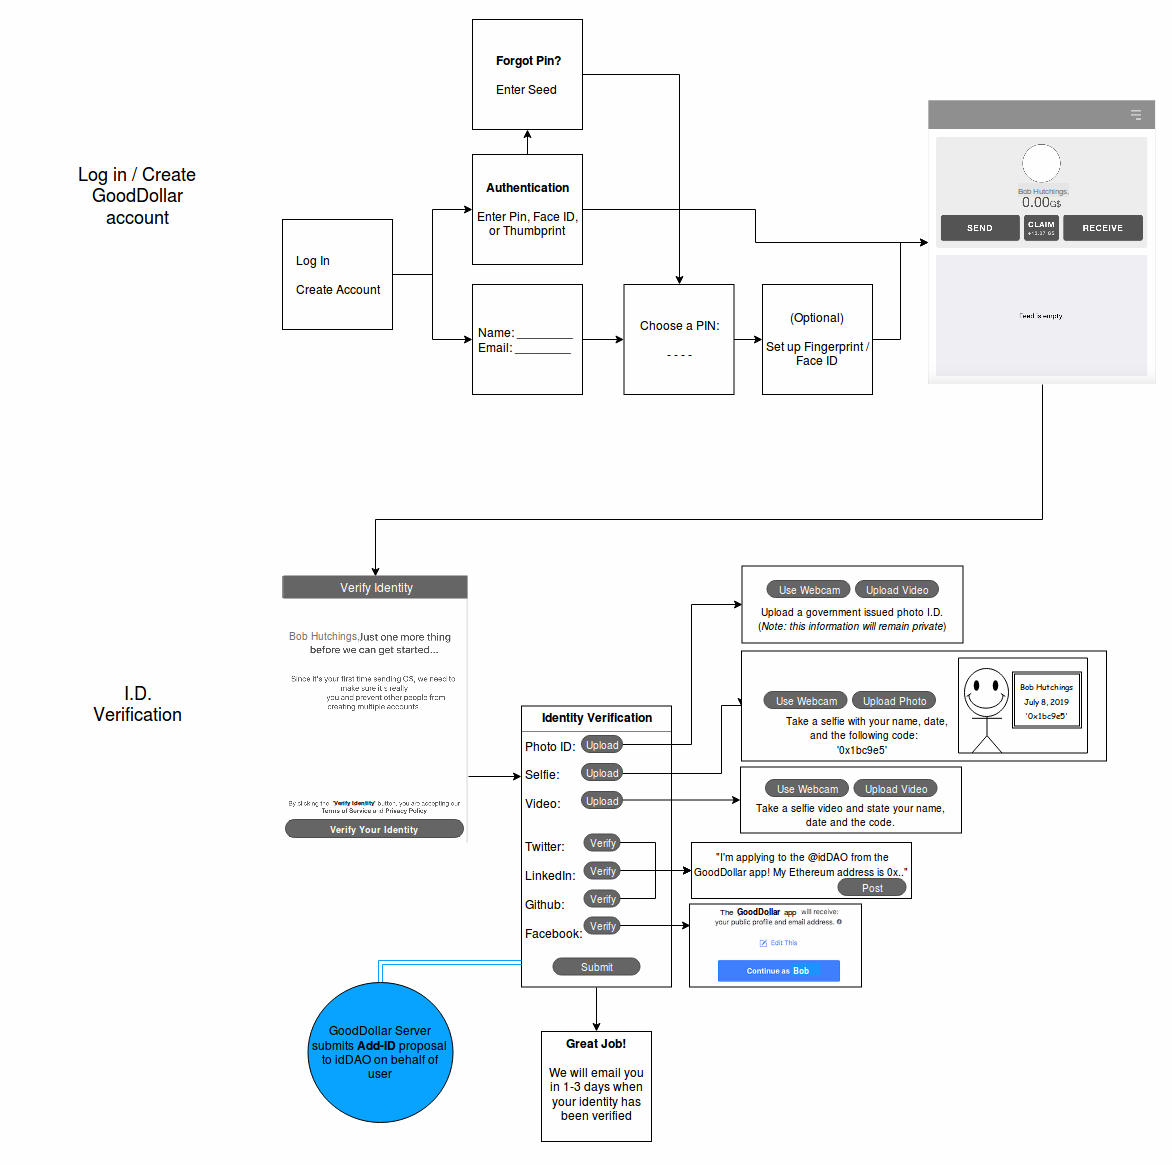 Forgot Pin?
Enter Seed
Log in / Create
GoodDollar
account
Authentication
Enter Pin, Face ID,
or Thumbprint
Log In
Create Account
Name: ________
Email: ________
Choose a PIN:
- - - -
(Optional)
Set up Fingerprint /
Face ID
Bob Hutchings,
0.00G$
SEND
CLAIM
RECEIVE
Feed is empty
I.D.
Verification
Verify Identity
Bob Hutchings,Just one more thing
before we can get started...
Since it's your first time sending GS, we need to
make sure it's really
you and prevent other people from
creating multiple accounts
By clicking the 'Verify Identity' button, you are accepting our
Terms of Service and Privacy Policy
Verify Your Identity
Identity Verification
Photo ID: Upload
Selfie: Upload
Video: Upload
Twitter: Verify
LinkedIn: Verify
Github: Verify
Facebook: Verify
Submit
Use Webcam Upload Video
Upload a government issued photo I.D.
(Note: this information will remain private)
Use Webcam Upload Photo
Take a selfie with your name, date,
and the following code:
'0x1bc9e5'
Bob Hutchings
July 8, 2019
'0x1bc9e5'
Use Webcam Upload Video
Take a selfie video and state your name,
date and the code.
"I'm applying to the @idDAO from the
GoodDollar app! My Ethereum address is 0x.."
Post
The GoodDollar app will receive:
your public profile and email address.
Edit This
Continue as Bob
GoodDollar Server
submits Add-ID proposal
to idDAO on behalf of
user
Great Job!
We will email you
in 1-3 days when
your identity has
been verified